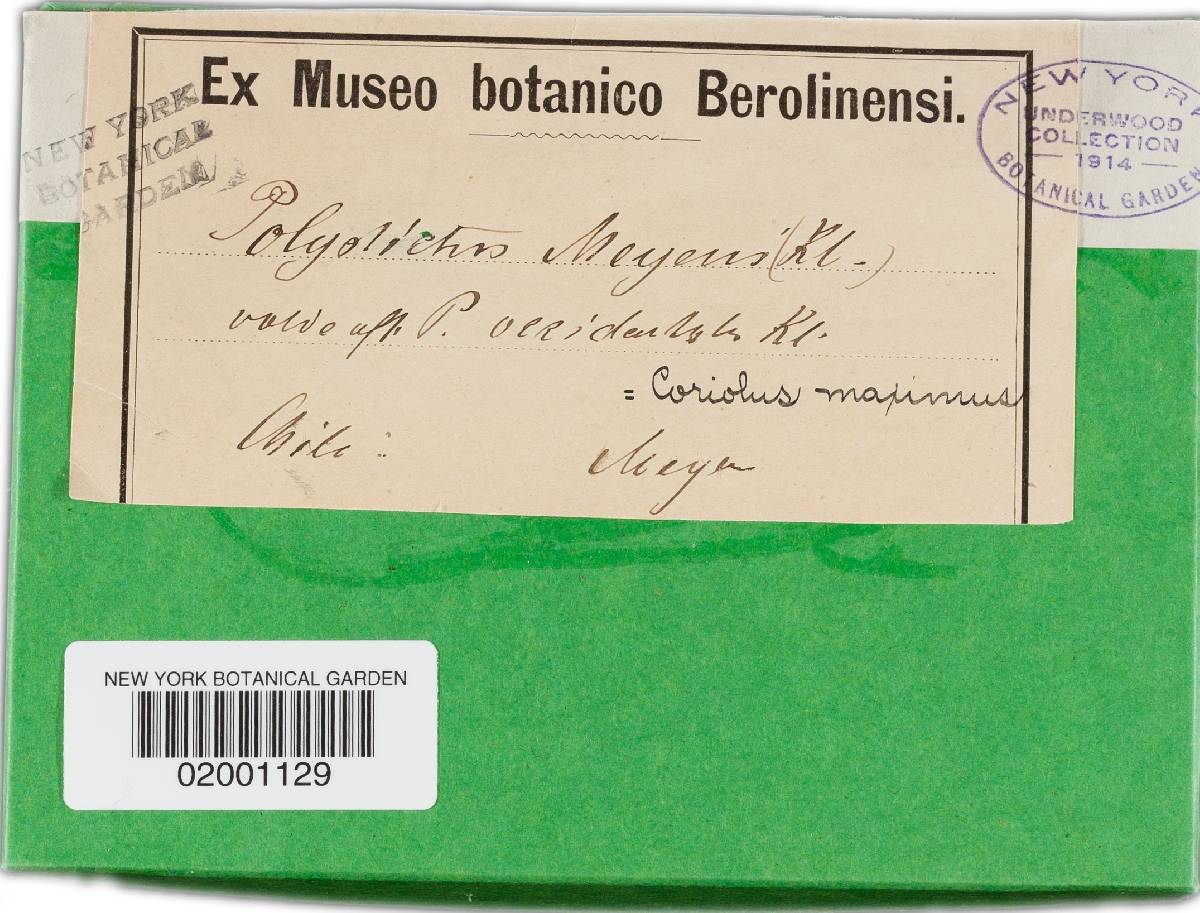 Ex Museo botanico Berolinensi.
NEW YORK
BOTANICAL
GARDEN
NEW YORK
UNDERWOOD
COLLECTION
1914
BOTANICAL GARDEN
Polystictus Meyenii (Kl.)
valde aff. P. occidentalis Kl.
= Coriolus maximus
Chile: Meyen
NEW YORK BOTANICAL GARDEN
02001129